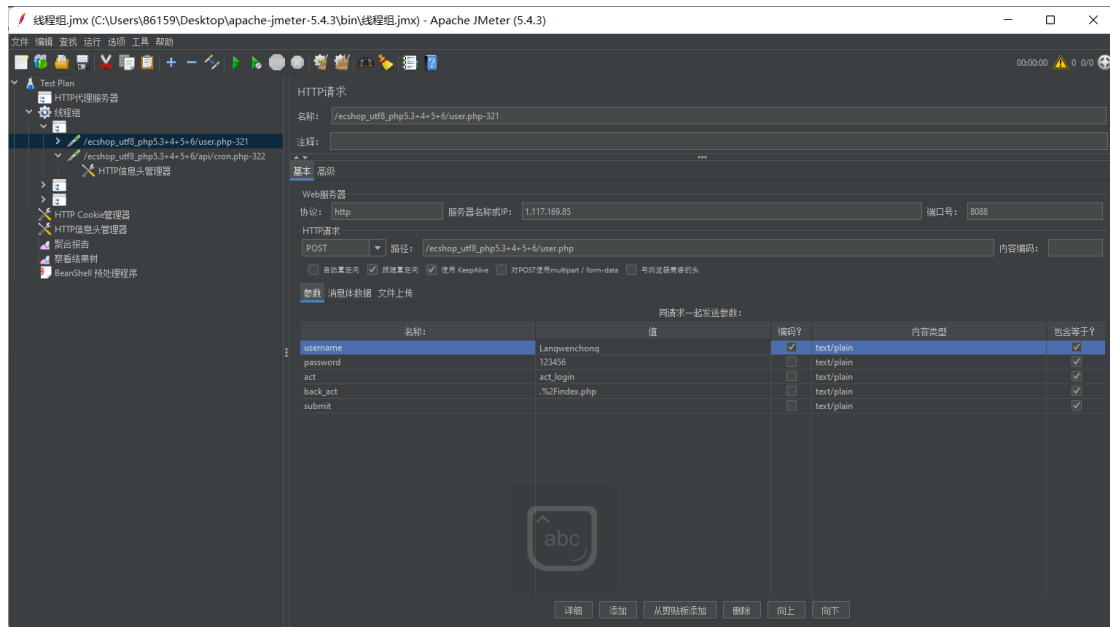 线程组.jmx (C:\Users\86159\Desktop\apache-jmeter-5.4.3\bin\线程组.jmx) - Apache JMeter (5.4.3)
文件 编辑 查找 运行 选项 工具 帮助
00:00:00 0 0/0
Test Plan
HTTP代理服务器
线程组
/ecshop_utf8_php5.3+4+5+6/user.php-321
/ecshop_utf8_php5.3+4+5+6/api/cron.php-322
HTTP信息头管理器
HTTP Cookie管理器
HTTP信息头管理器
聚合报告
察看结果树
BeanShell 预处理程序
HTTP请求
名称: /ecshop_utf8_php5.3+4+5+6/user.php-321
注释:
基本 高级
Web服务器
协议: http 服务器名称或IP: 1.117.169.85 端口号: 8088
HTTP请求
POST 路径: /ecshop_utf8_php5.3+4+5+6/user.php 内容编码:
自动重定向 跟随重定向 使用 KeepAlive 对POST使用multipart / form-data 与浏览器兼容的头
参数 消息体数据 文件上传
同请求一起发送参数:
名称: 值 编码? 内容类型 包含等于?
username Langwenchong text/plain
password 123456 text/plain
act act_login text/plain
back_act .%2Findex.php text/plain
submit text/plain
abc
详细 添加 从剪贴板添加 删除 向上 向下